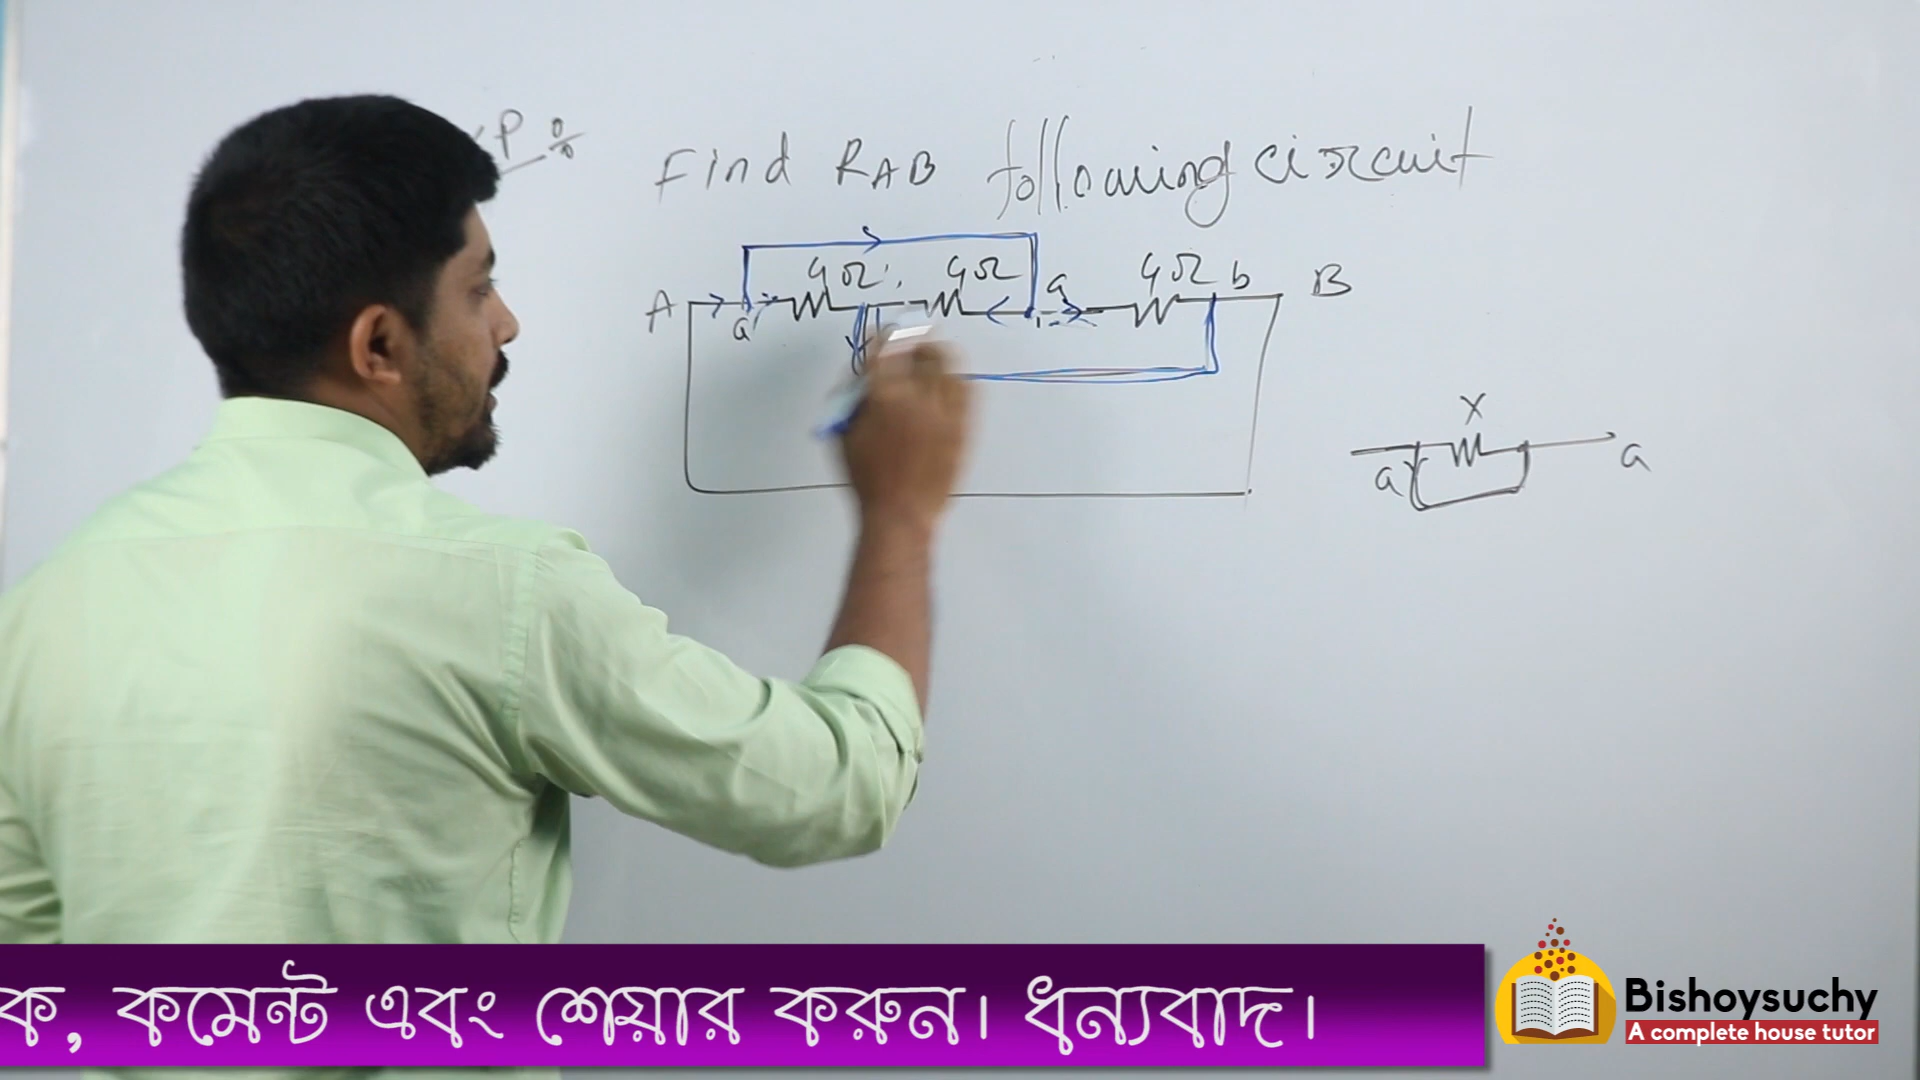 P %
Find RAB following circuit
4Ω 4Ω a 4Ω b B
A a
X
a a
ক, কমেন্ট এবং শেয়ার করুন। ধন্যবাদ।
Bishoysuchy
A complete house tutor